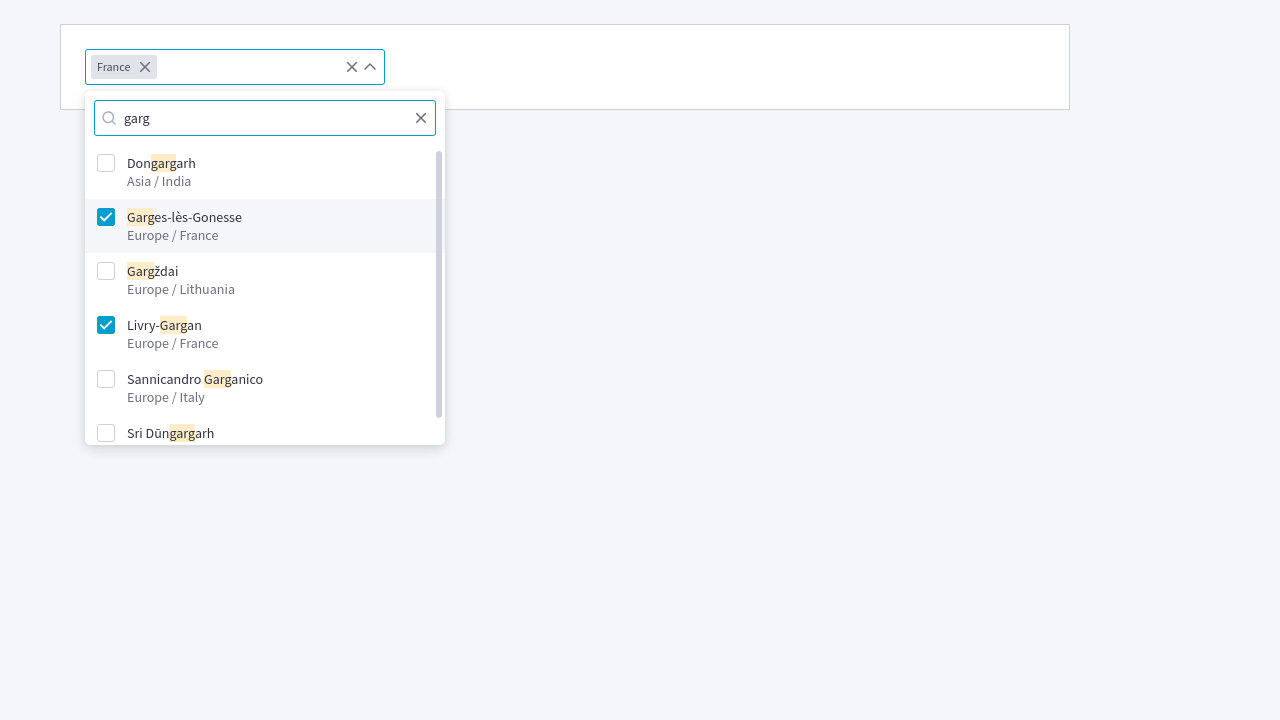 France
garg
Dongargarh
Asia / India
Garges-lès-Gonesse
Europe / France
Gargždai
Europe / Lithuania
Livry-Gargan
Europe / France
Sannicandro Garganico
Europe / Italy
Sri Dūngargarh